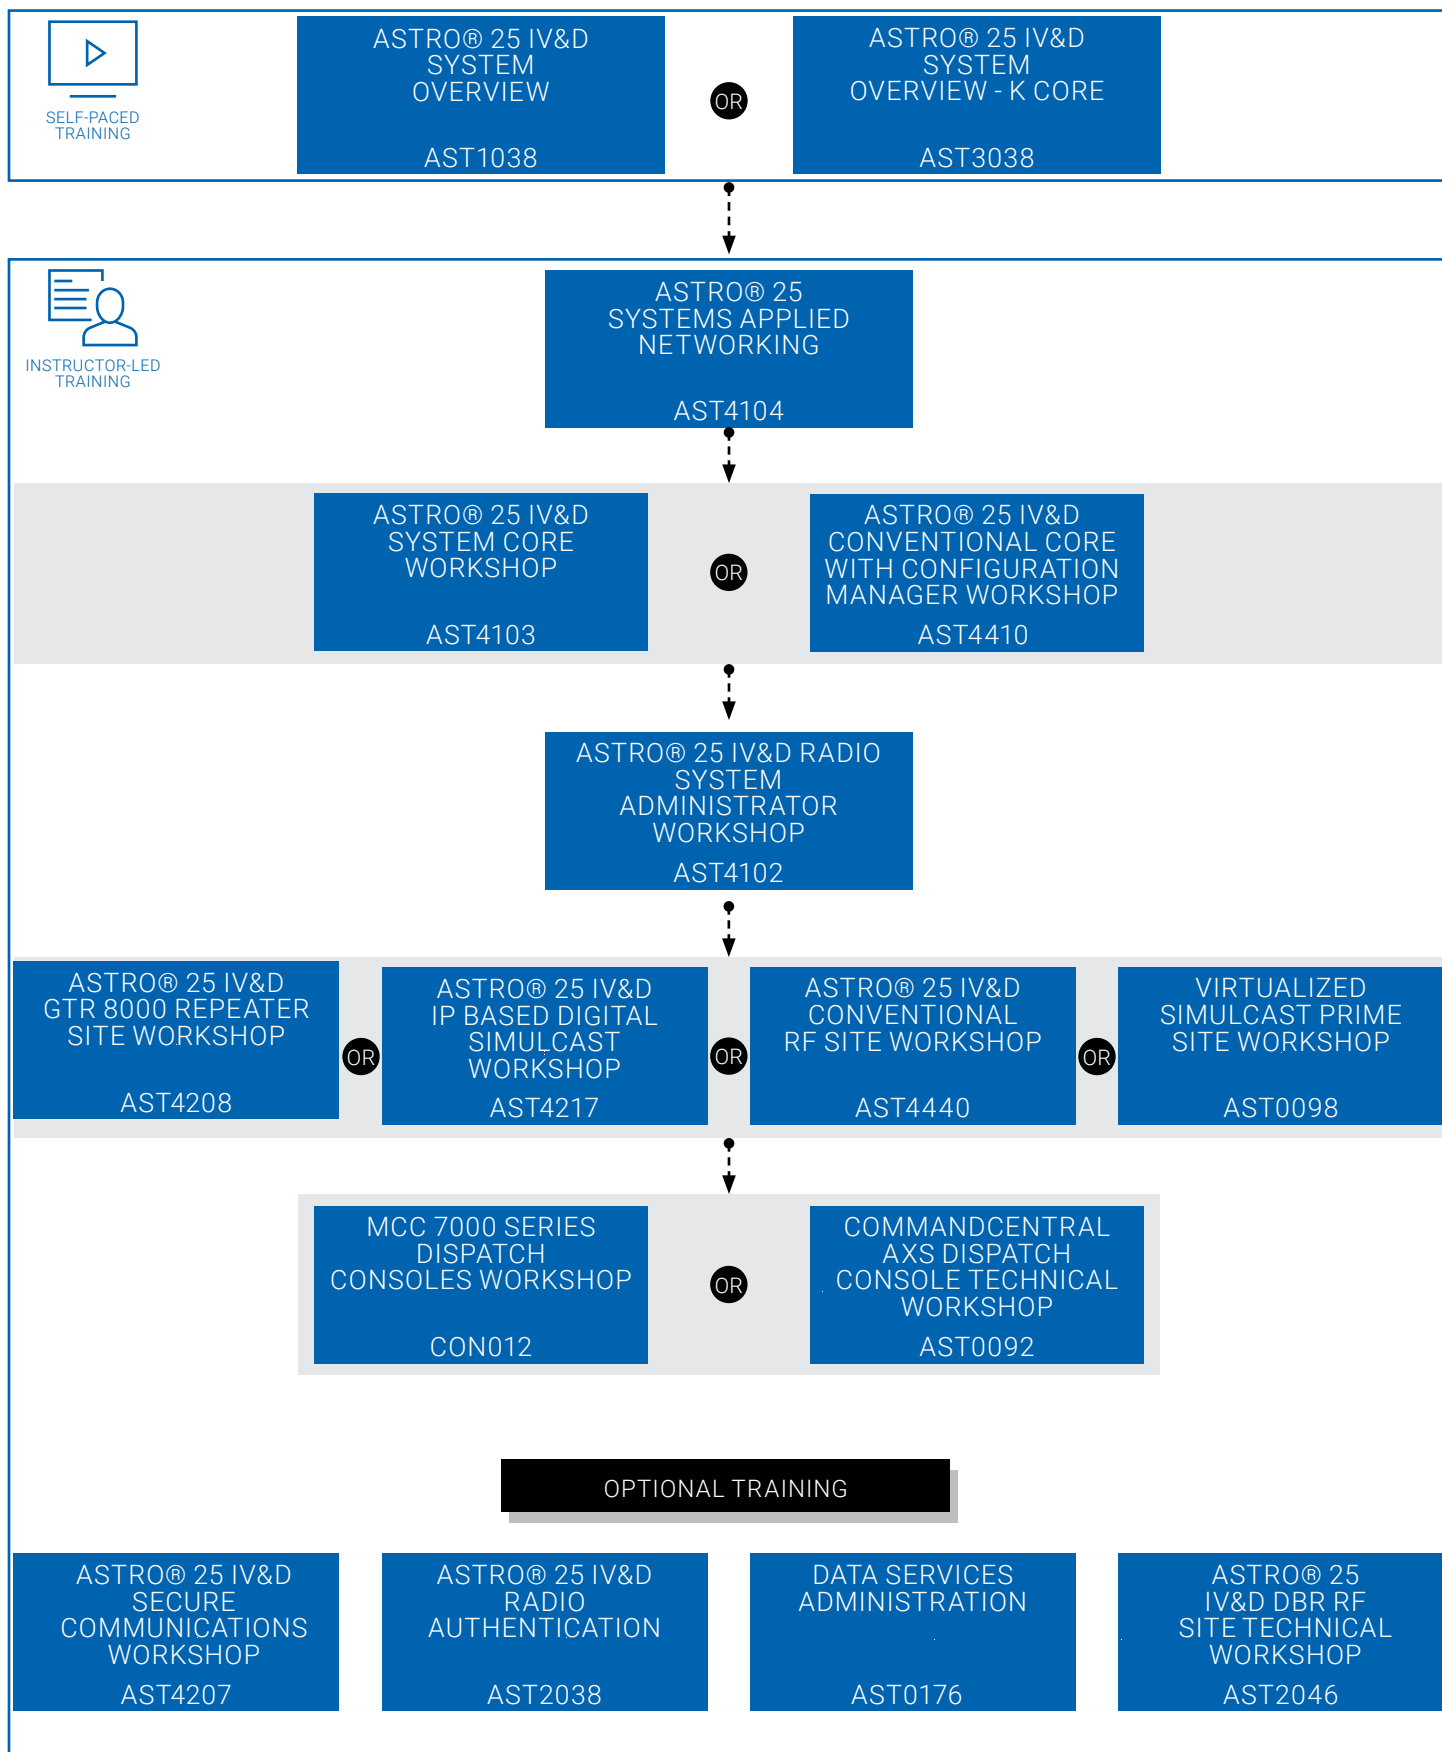 SELF-PACED
TRAINING
ASTRO® 25 IV&D
SYSTEM
OVERVIEW
AST1038
OR
ASTRO® 25 IV&D
SYSTEM
OVERVIEW - K CORE
AST3038
INSTRUCTOR-LED
TRAINING
ASTRO® 25
SYSTEMS APPLIED
NETWORKING
AST4104
ASTRO® 25 IV&D
SYSTEM CORE
WORKSHOP
AST4103
OR
ASTRO® 25 IV&D
CONVENTIONAL CORE
WITH CONFIGURATION
MANAGER WORKSHOP
AST4410
ASTRO® 25 IV&D RADIO
SYSTEM
ADMINISTRATOR
WORKSHOP
AST4102
ASTRO® 25 IV&D
GTR 8000 REPEATER
SITE WORKSHOP
AST4208
OR
ASTRO® 25 IV&D
IP BASED DIGITAL
SIMULCAST
WORKSHOP
AST4217
OR
ASTRO® 25 IV&D
CONVENTIONAL
RF SITE WORKSHOP
AST4440
OR
VIRTUALIZED
SIMULCAST PRIME
SITE WORKSHOP
AST0098
MCC 7000 SERIES
DISPATCH
CONSOLES WORKSHOP
CON012
OR
COMMANDCENTRAL
AXS DISPATCH
CONSOLE TECHNICAL
WORKSHOP
AST0092
OPTIONAL TRAINING
ASTRO® 25 IV&D
SECURE
COMMUNICATIONS
WORKSHOP
AST4207
ASTRO® 25 IV&D
RADIO
AUTHENTICATION
AST2038
DATA SERVICES
ADMINISTRATION
AST0176
ASTRO® 25
IV&D DBR RF
SITE TECHNICAL
WORKSHOP
AST2046